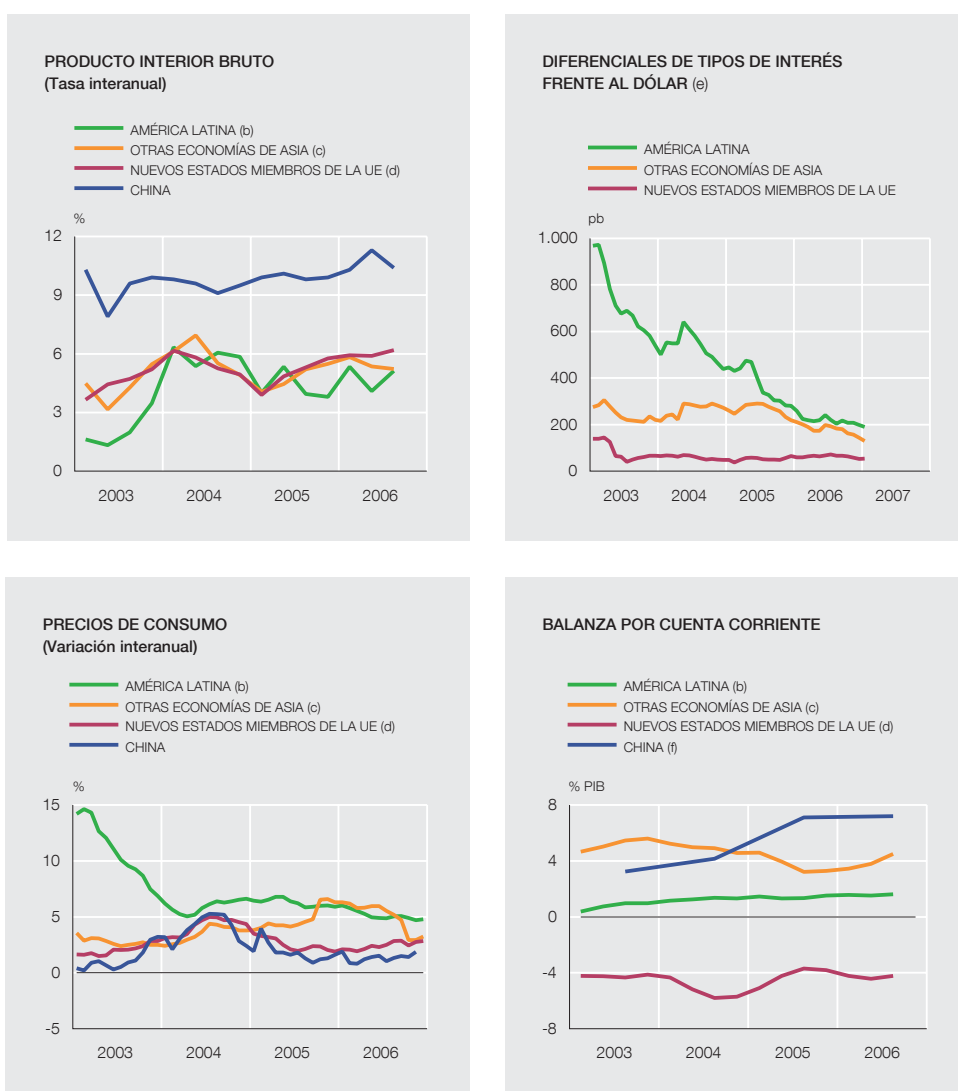 PRODUCTO INTERIOR BRUTO
(Tasa interanual)
AMÉRICA LATINA (b)
OTRAS ECONOMÍAS DE ASIA (c)
NUEVOS ESTADOS MIEMBROS DE LA UE (d)
CHINA
%
12
9
6
3
0
2003 2004 2005 2006
DIFERENCIALES DE TIPOS DE INTERÉS
FRENTE AL DÓLAR (e)
AMÉRICA LATINA
OTRAS ECONOMÍAS DE ASIA
NUEVOS ESTADOS MIEMBROS DE LA UE
pb
1.000
800
600
400
200
0
2003 2004 2005 2006 2007
PRECIOS DE CONSUMO
(Variación interanual)
AMÉRICA LATINA (b)
OTRAS ECONOMÍAS DE ASIA (c)
NUEVOS ESTADOS MIEMBROS DE LA UE (d)
CHINA
%
15
10
5
0
-5
2003 2004 2005 2006
BALANZA POR CUENTA CORRIENTE
AMÉRICA LATINA (b)
OTRAS ECONOMÍAS DE ASIA (c)
NUEVOS ESTADOS MIEMBROS DE LA UE (d)
CHINA (f)
% PIB
8
4
0
-4
-8
2003 2004 2005 2006